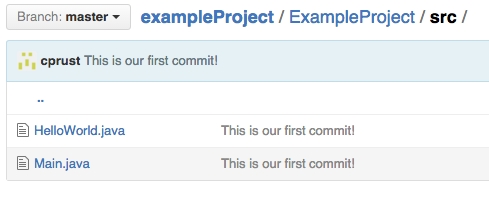 Branch: master exampleProject / ExampleProject / src /
cprust This is our first commit!
..
HelloWorld.java This is our first commit!
Main.java This is our first commit!